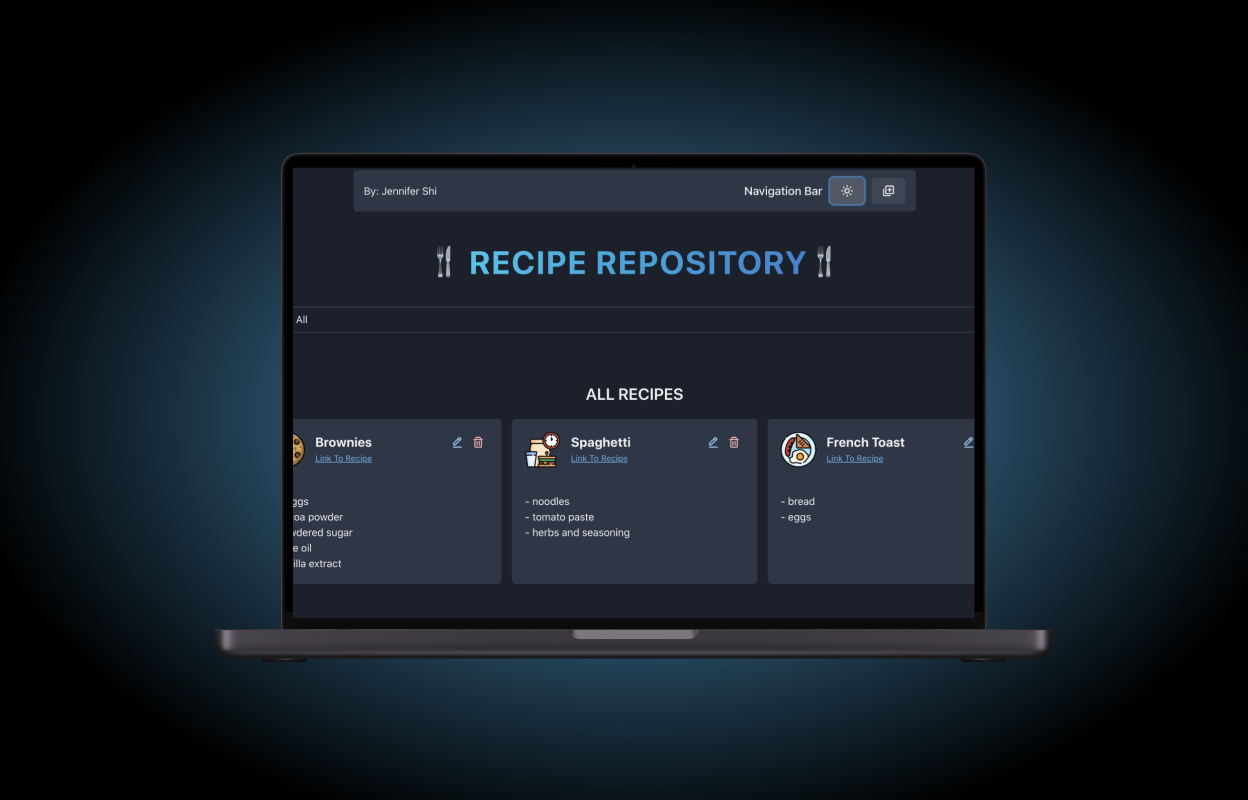 By: Jennifer Shi
Navigation Bar
RECIPE REPOSITORY
All
ALL RECIPES
Brownies
Link To Recipe
ggs
oa powder
wdered sugar
e oil
illa extract
Spaghetti
Link To Recipe
- noodles
- tomato paste
- herbs and seasoning
French Toast
Link To Recipe
- bread
- eggs